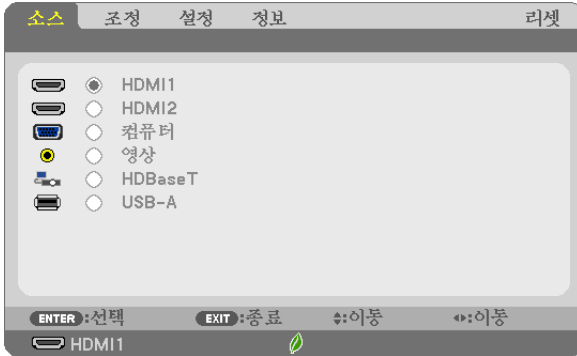 소스 조정 설정 정보 리셋
HDMI1
HDMI2
컴퓨터
영상
HDBaseT
USB-A
ENTER:선택 EXIT:종료 :이동 :이동
HDMI1